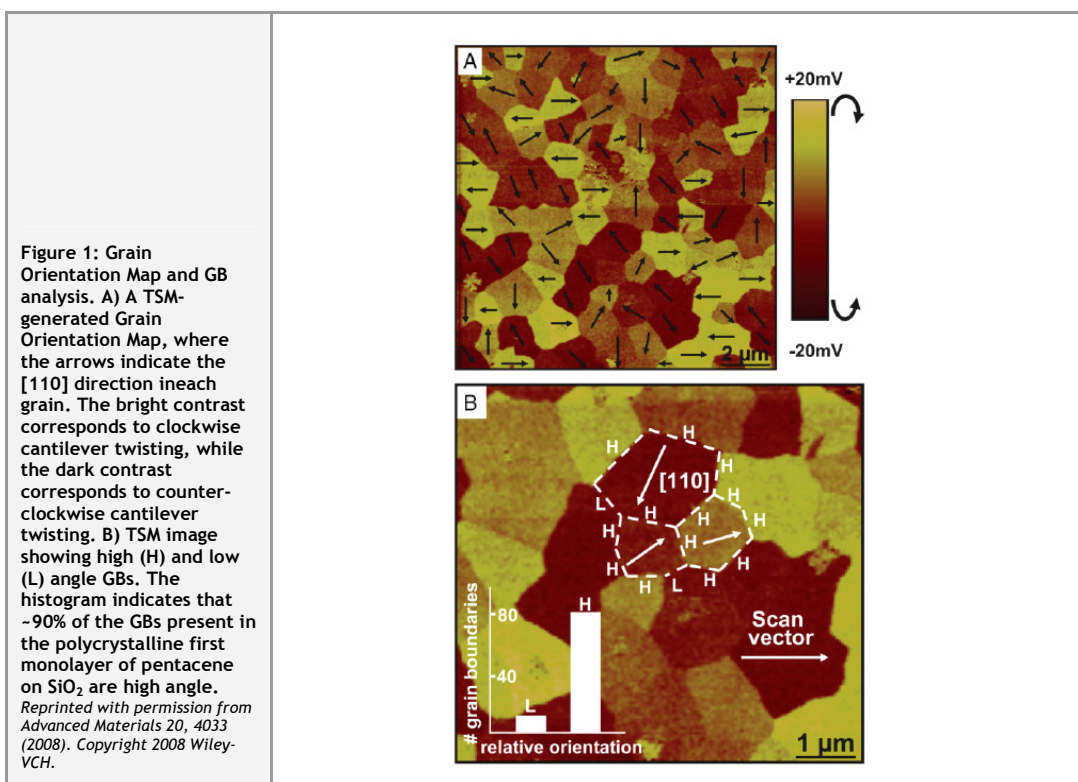 Figure 1: Grain
Orientation Map and GB
analysis. A) A TSM-
generated Grain
Orientation Map, where
the arrows indicate the
[110] direction ineach
grain. The bright contrast
corresponds to clockwise
cantilever twisting, while
the dark contrast
corresponds to counter-
clockwise cantilever
twisting. B) TSM image
showing high (H) and low
(L) angle GBs. The
histogram indicates that
~90% of the GBs present in
the polycrystalline first
monolayer of pentacene
on SiO₂ are high angle.
Reprinted with permission from
Advanced Materials 20, 4033
(2008). Copyright 2008 Wiley-
VCH.
A
+20mV
-20mV
2 µm
B
H
H
H
[110]
H
L
H
H
H
H
H
H
H
H
L
H
H
80
40
L
# grain boundaries
relative orientation
Scan
vector
1 µm